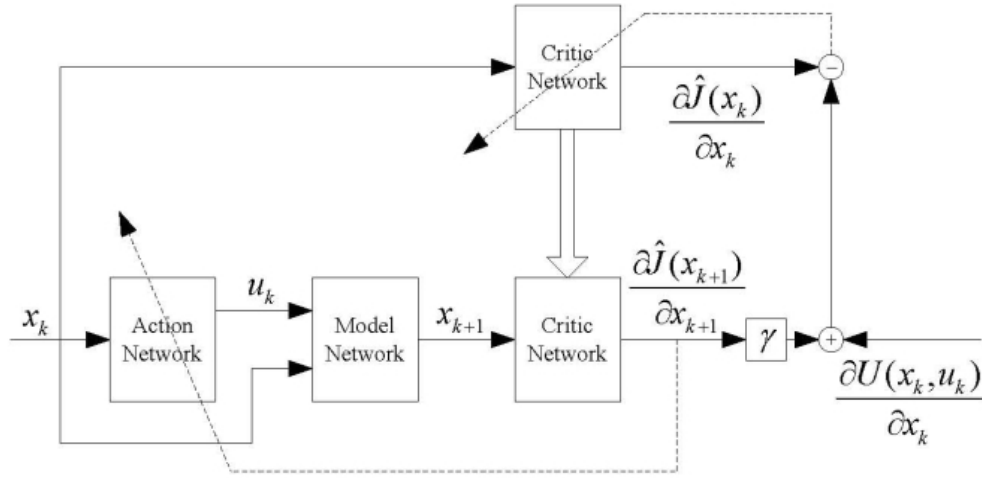 Critic
Network
−
∂Ĵ(x_k)
∂x_k
x_k
Action
Network
u_k
Model
Network
x_{k+1}
Critic
Network
∂Ĵ(x_{k+1})
∂x_{k+1}
γ
+
∂U(x_k, u_k)
∂x_k